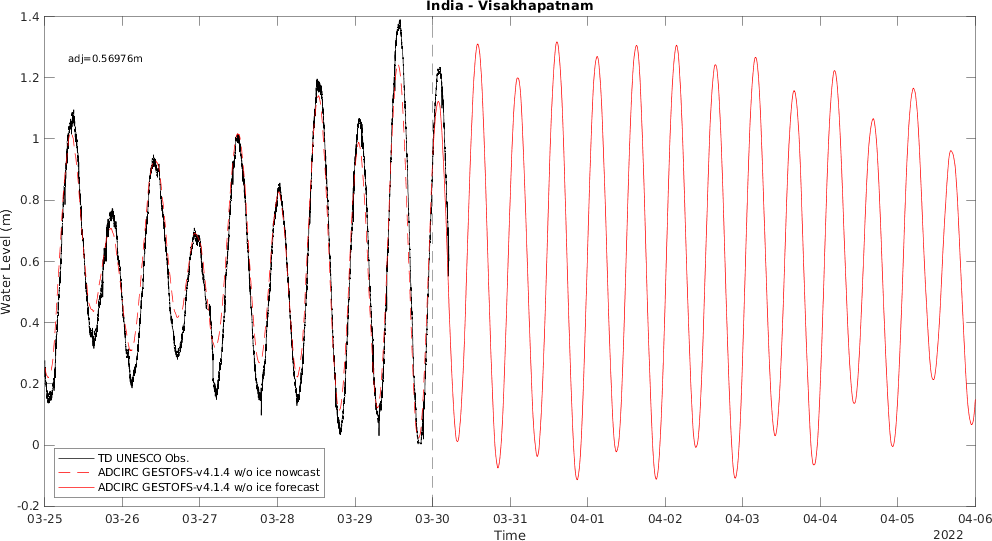 India - Visakhapatnam
1.4
1.2
1
0.8
0.6
0.4
0.2
0
-0.2
Water Level (m)
adj=0.56976m
TD UNESCO Obs.
ADCIRC GESTOFS-v4.1.4 w/o ice nowcast
ADCIRC GESTOFS-v4.1.4 w/o ice forecast
03-25 03-26 03-27 03-28 03-29 03-30 03-31 04-01 04-02 04-03 04-04 04-05 04-06
Time
2022